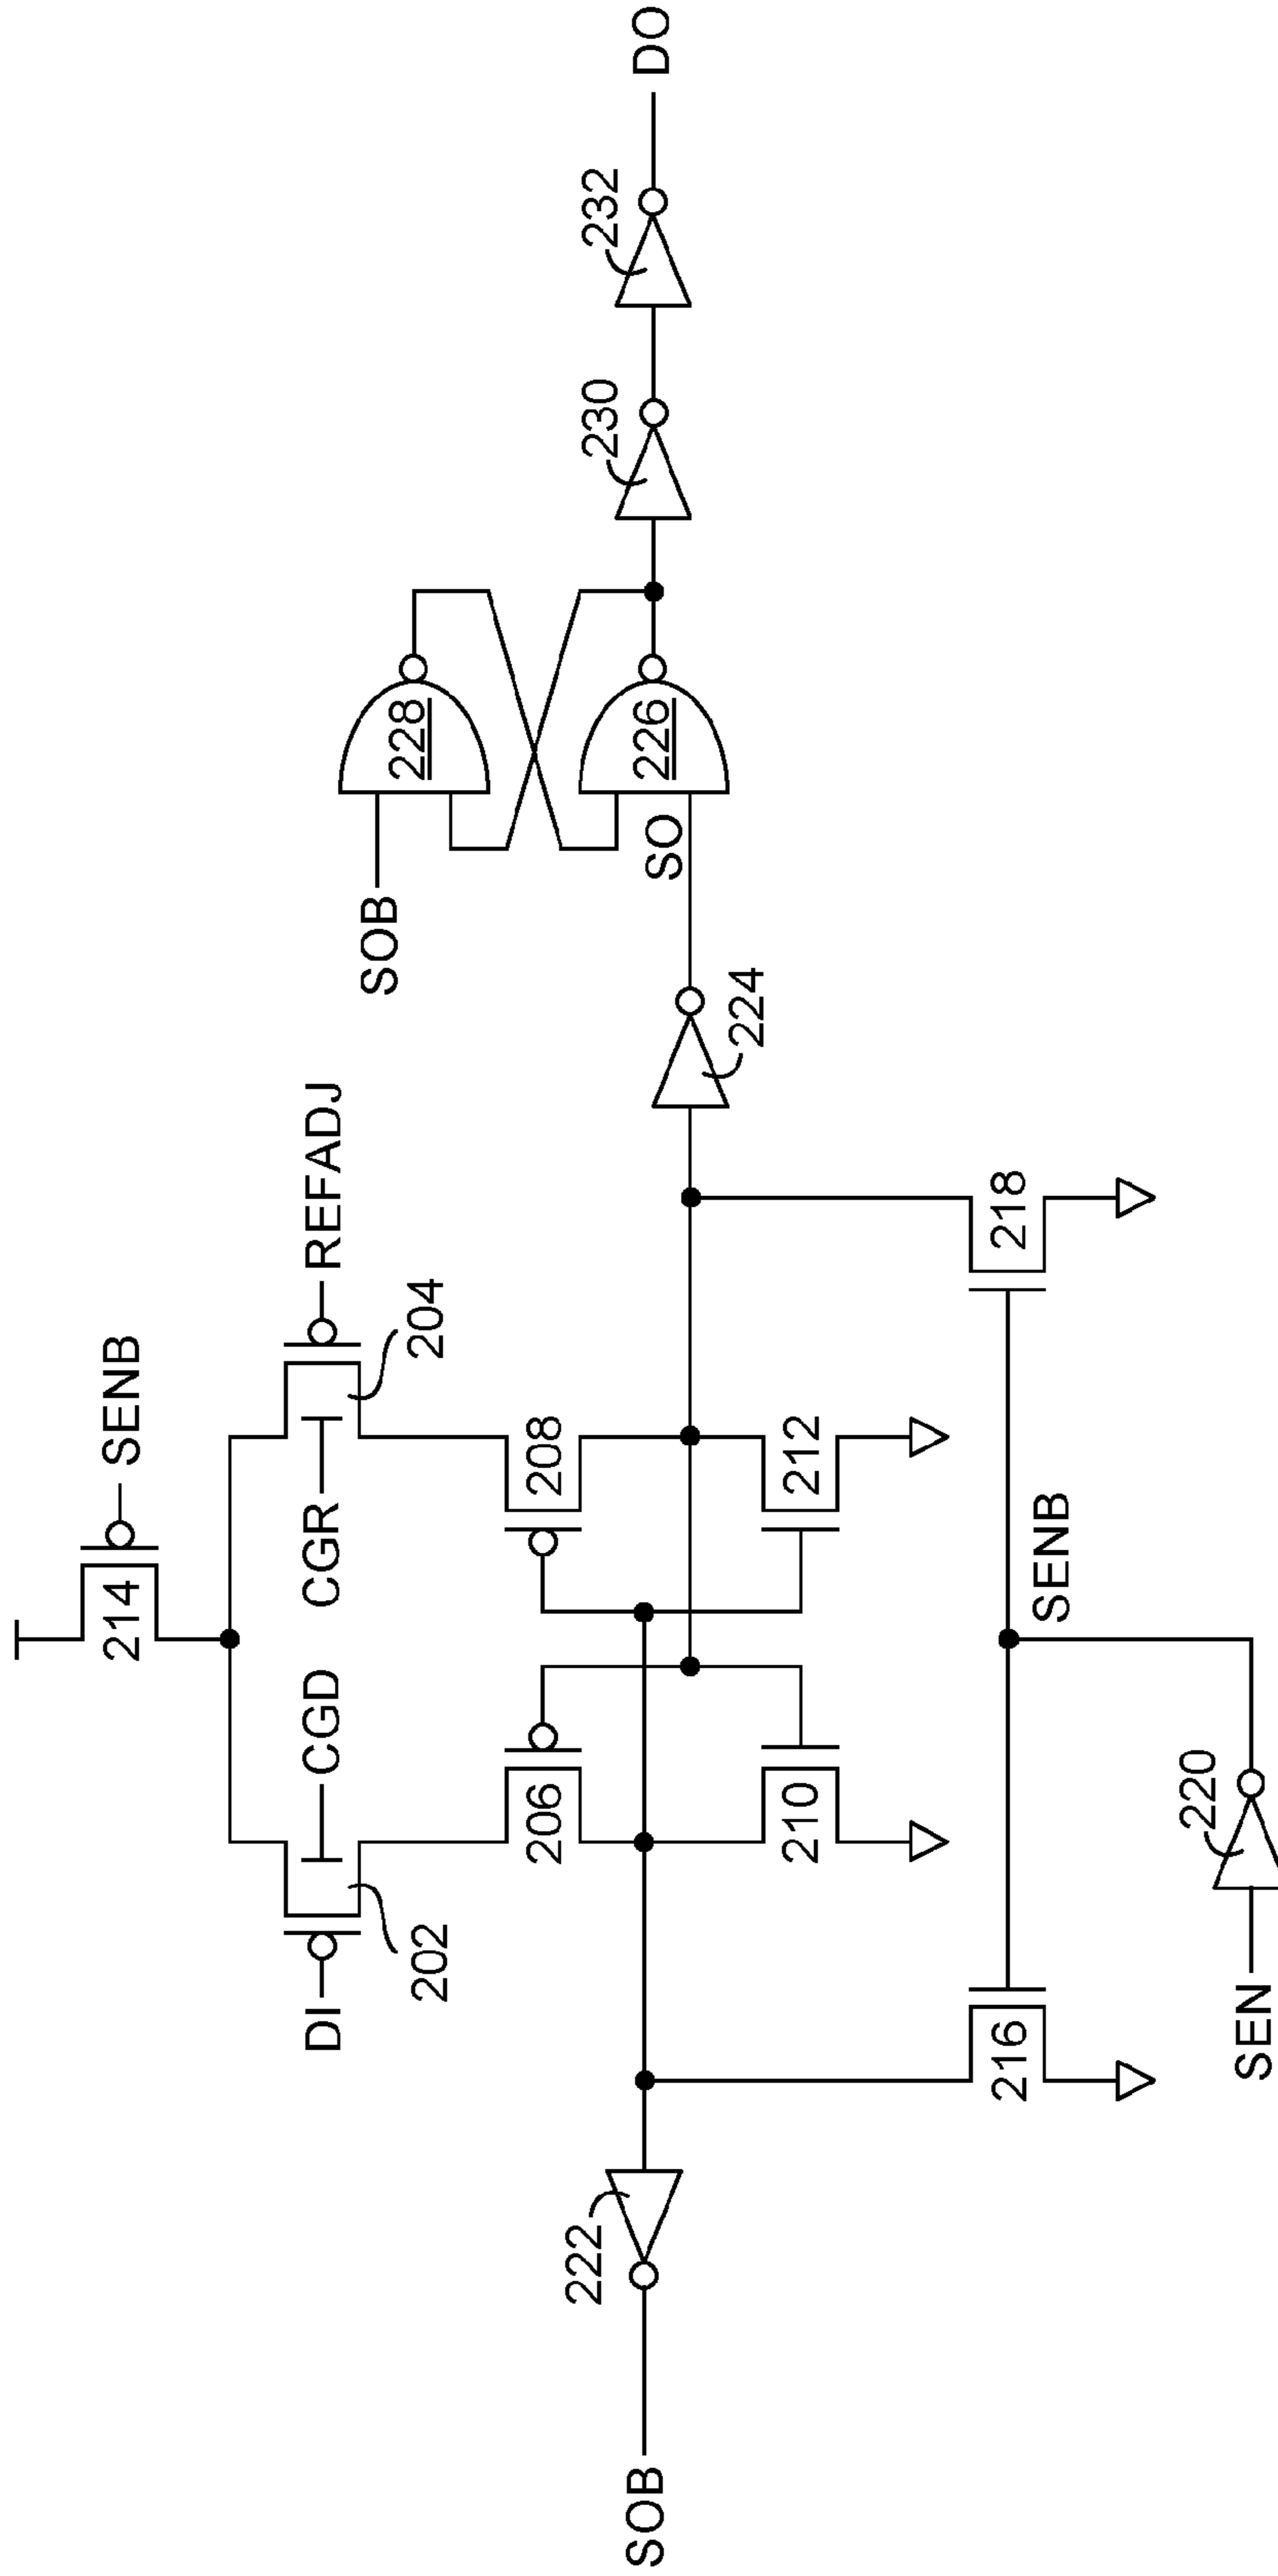 SENB
214
DI
CGD
CGR
REFADJ
202
204
206
208
210
212
SOB
222
216
218
SENB
SEN
220
224
SOB
SO
228
226
230
232
DO